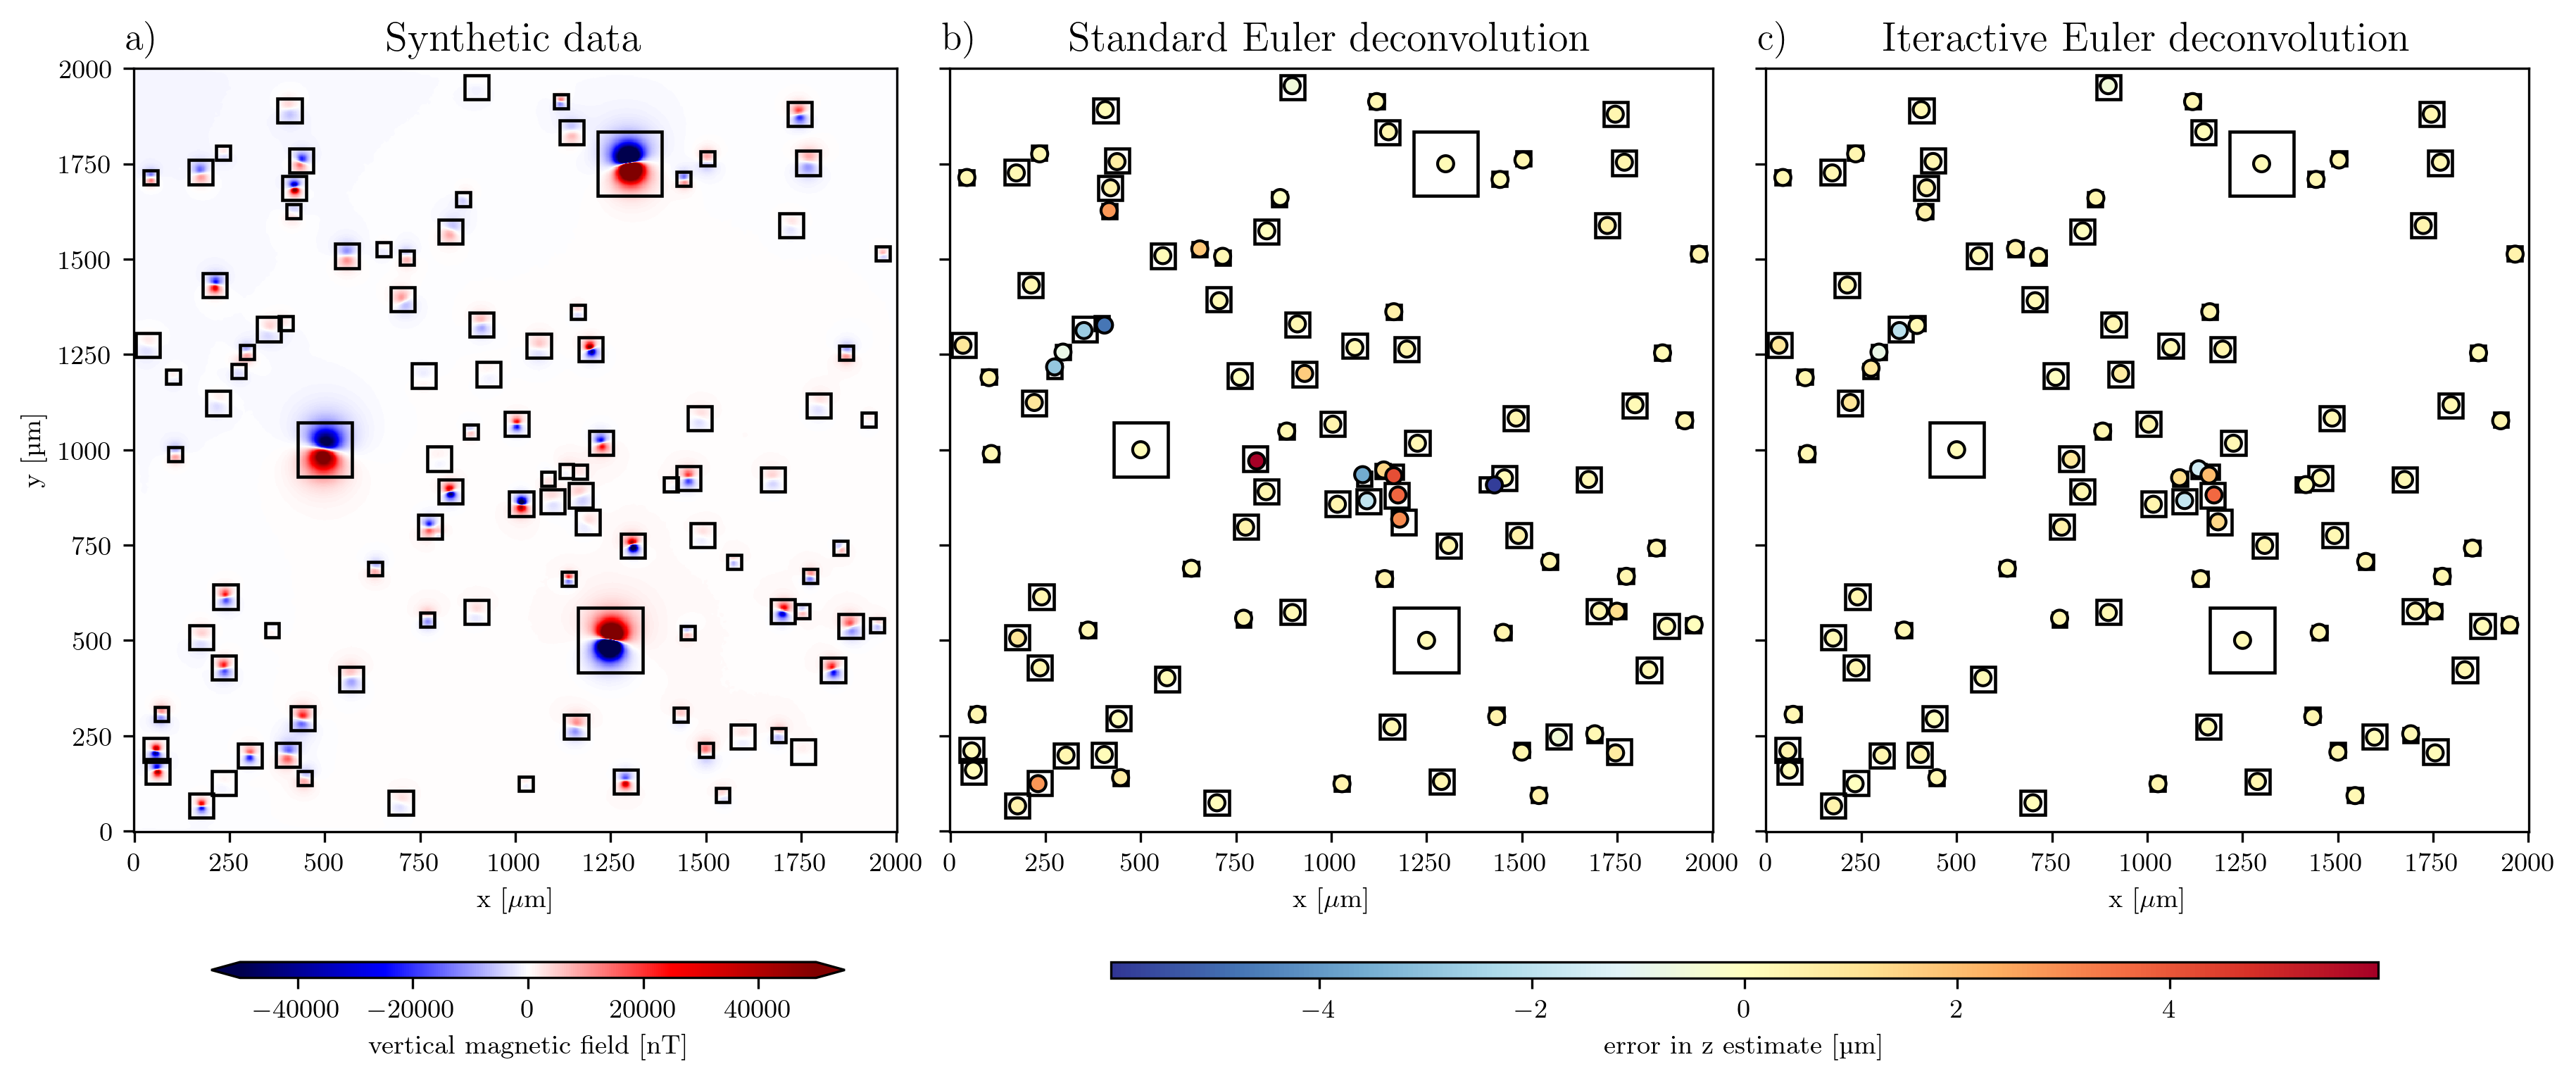 a) Synthetic data
b) Standard Euler deconvolution
c) Iteractive Euler deconvolution
2000
1750
1500
1250
1000
750
500
250
0
y [µm]
0 250 500 750 1000 1250 1500 1750 2000
0 250 500 750 1000 1250 1500 1750 2000
0 250 500 750 1000 1250 1500 1750 2000
x [μm]
x [μm]
x [μm]
−40000 −20000 0 20000 40000
vertical magnetic field [nT]
−4 −2 0 2 4
error in z estimate [µm]